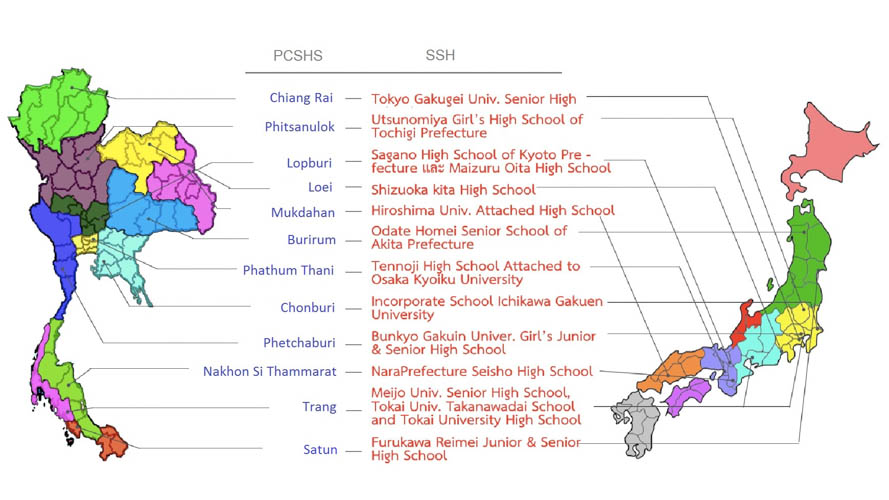 PCSHS SSH
Chiang Rai Tokyo Gakugei Univ. Senior High
Phitsanulok Utsunomiya Girl's High School of
Tochigi Prefecture
Lopburi Sagano High School of Kyoto Pre -
fecture และ Maizuru Oita High School
Loei Shizuoka kita High School
Mukdahan Hiroshima Univ. Attached High School
Burirum Odate Homei Senior School of
Akita Prefecture
Phathum Thani Tennoji High School Attached to
Osaka Kyoiku University
Chonburi Incorporate School Ichikawa Gakuen
University
Phetchaburi Bunkyo Gakuin Univer. Girl's Junior
& Senior High School
Nakhon Si Thammarat NaraPrefecture Seisho High School
Trang Meijo Univ. Senior High School,
Tokai Univ. Takanawadai School
and Tokai University High School
Satun Furukawa Reimei Junior & Senior
High School